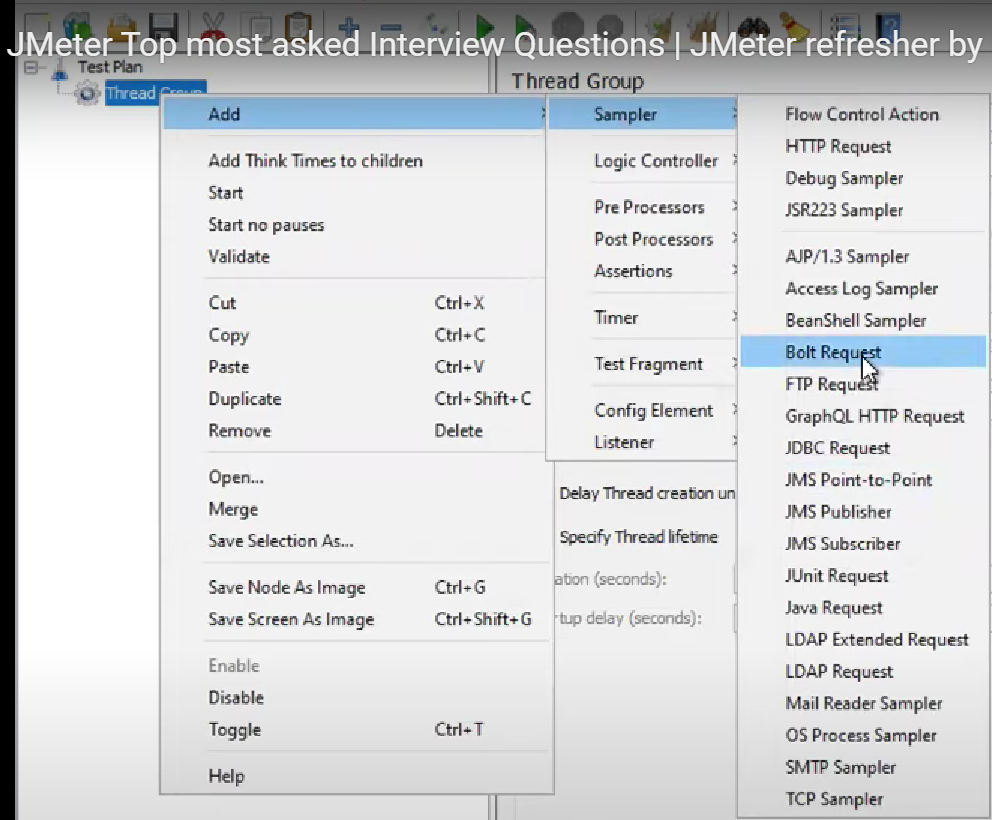 JMeter Top most asked Interview Questions | JMeter refresher by
Test Plan
Thread Group
Thread Group
Add
Add Think Times to children
Start
Start no pauses
Validate
Cut Ctrl+X
Copy Ctrl+C
Paste Ctrl+V
Duplicate Ctrl+Shift+C
Remove Delete
Open...
Merge
Save Selection As...
Save Node As Image Ctrl+G
Save Screen As Image Ctrl+Shift+G
Enable
Disable
Toggle Ctrl+T
Help
Sampler
Logic Controller
Pre Processors
Post Processors
Assertions
Timer
Test Fragment
Config Element
Listener
Delay Thread creation un
Specify Thread lifetime
ation (seconds):
tup delay (seconds):
Flow Control Action
HTTP Request
Debug Sampler
JSR223 Sampler
AJP/1.3 Sampler
Access Log Sampler
BeanShell Sampler
Bolt Request
FTP Request
GraphQL HTTP Request
JDBC Request
JMS Point-to-Point
JMS Publisher
JMS Subscriber
JUnit Request
Java Request
LDAP Extended Request
LDAP Request
Mail Reader Sampler
OS Process Sampler
SMTP Sampler
TCP Sampler